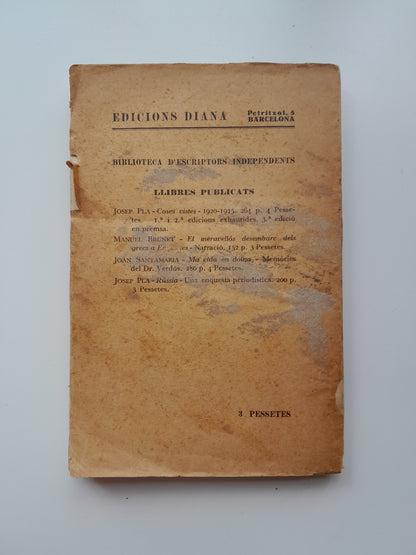 EDICIONS DIANA
Petritxol, 5
BARCELONA
BIBLIOTECA D'ESCRIPTORS INDEPENDENTS
LLIBRES PUBLICATS
JOSEP PLA - Coses vistes - 1920-1925. 264 p. 4 Pesse-
tes. 1.ª i 2.ª edicions exhaurides, 3.ª edició
en premsa.
MANUEL BRUNET - El meravellós desembarc dels
grecs a - Narració. 152 p. 3 Pessetes.
JOAN SANTAMARIA - Ma vida en doina - Memòries
del Dr. Verdós. 280 p. 4 Pessetes.
JOSEP PLA - Rússia - Una enquesta periodística. 200 p.
3 Pessetes.
3 PESSETES